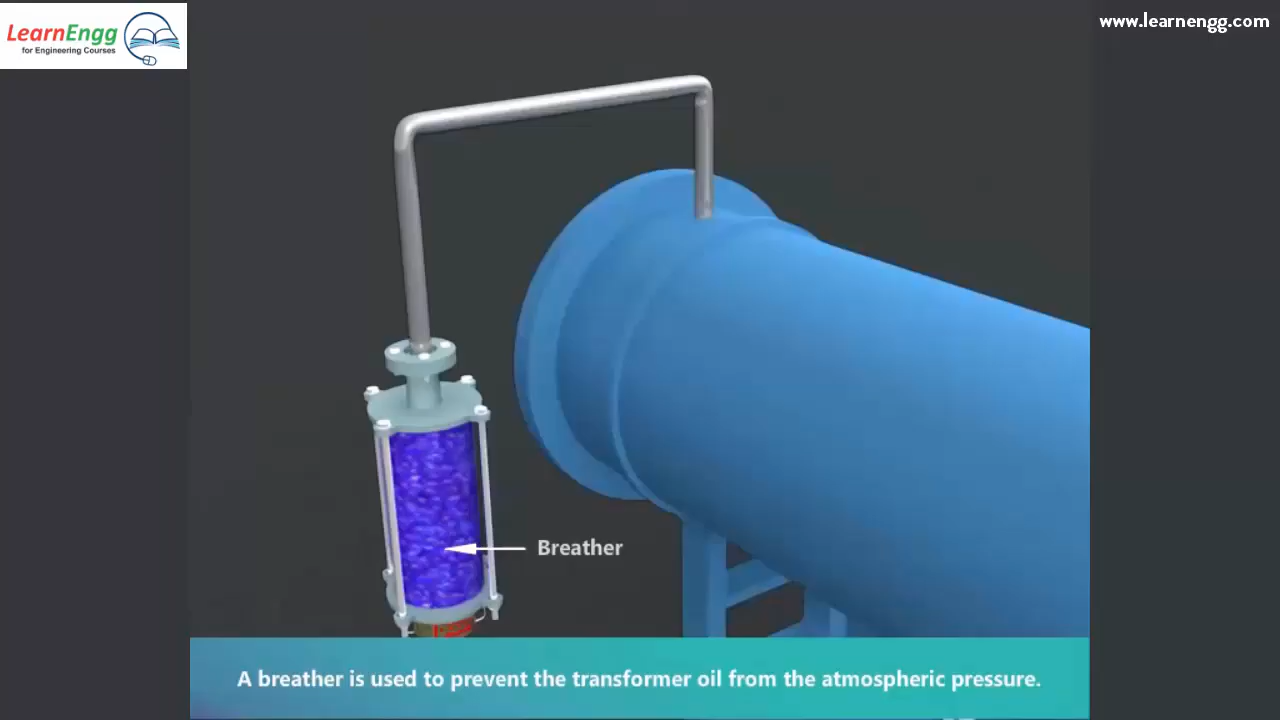 LearnEngg
for Engineering Courses
www.learnengg.com
Breather
A breather is used to prevent the transformer oil from the atmospheric pressure.